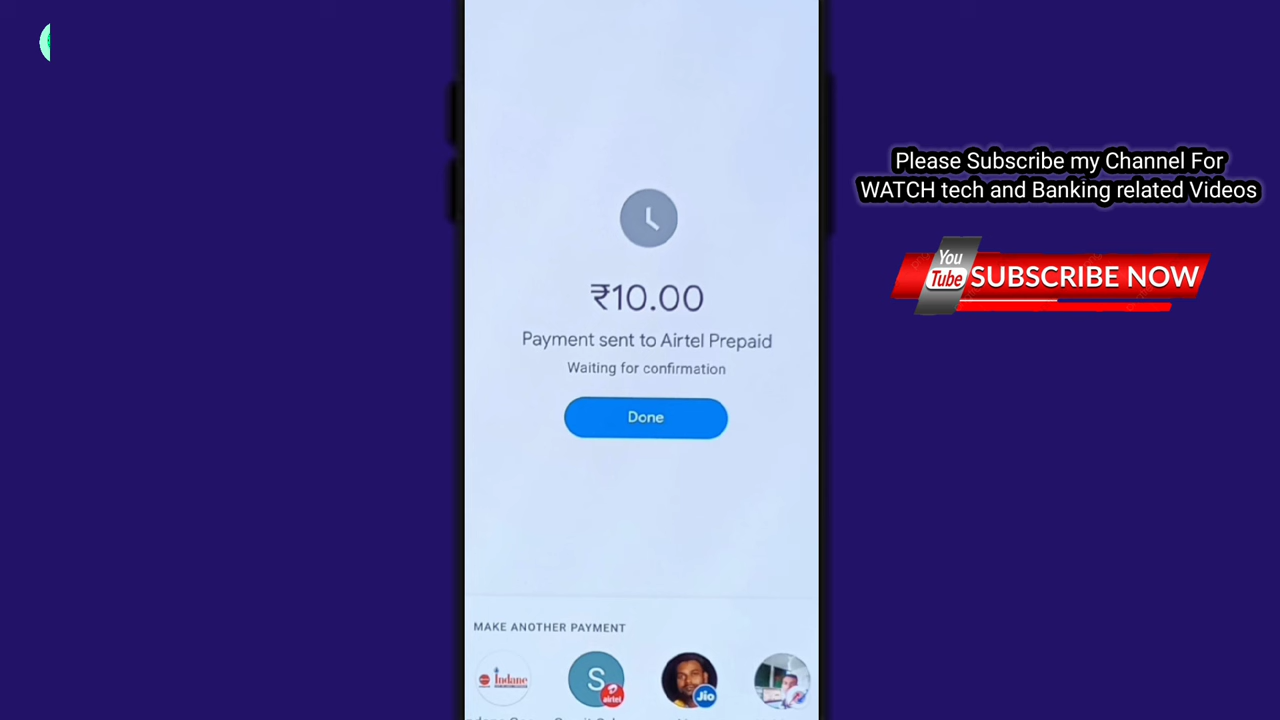 Please Subscribe my Channel For
WATCH tech and Banking related Videos
You
Tube
SUBSCRIBE NOW
₹10.00
Payment sent to Airtel Prepaid
Waiting for confirmation
Done
MAKE ANOTHER PAYMENT
Indane
S
airtel
Jio